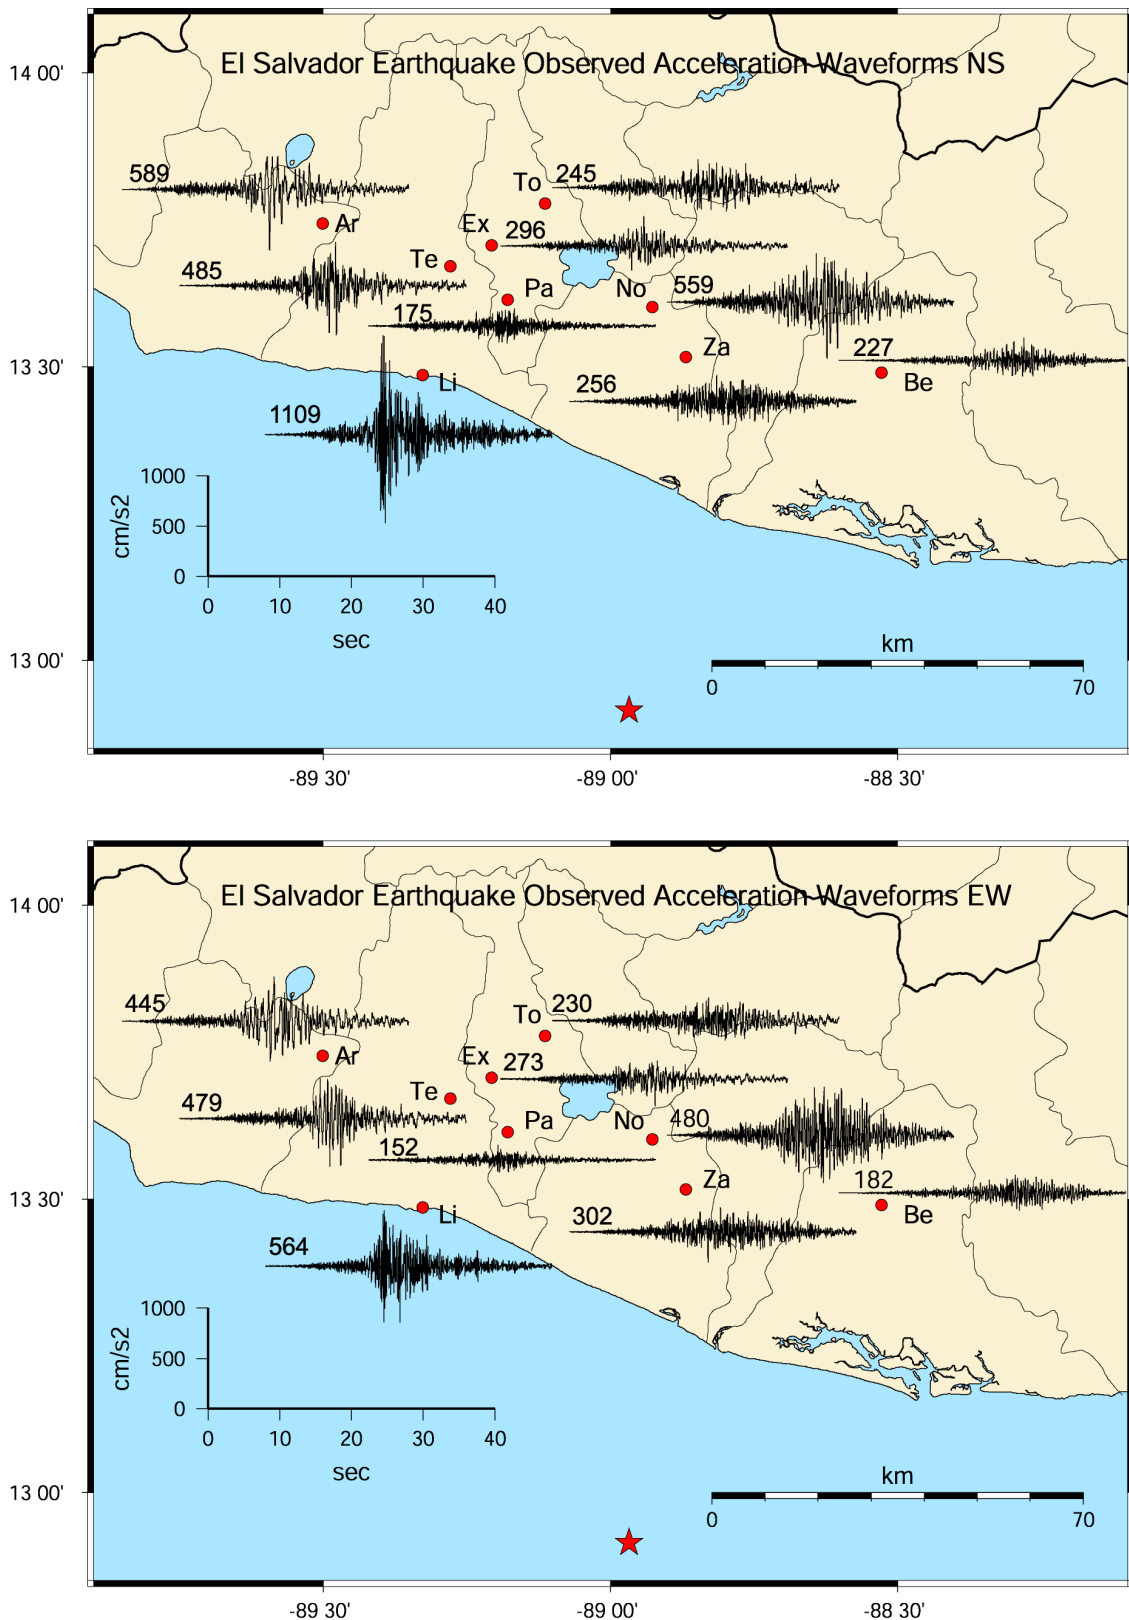 El Salvador Earthquake Observed Acceleration Waveforms NS
14 00'
589
To 245
Ar
Ex 296
Te
485
Pa
No 559
175
Za
227
13 30'
Li
Be
256
1109
1000
500
0
cm/s2
0 10 20 30 40
sec
km
0 70
13 00'
-89 30' -89 00' -88 30'
El Salvador Earthquake Observed Acceleration Waveforms EW
14 00'
445
To 230
Ar
Ex 273
Te
479
Pa
No 480
152
Za
182
13 30'
Li
Be
302
564
1000
500
0
cm/s2
0 10 20 30 40
sec
km
0 70
13 00'
-89 30' -89 00' -88 30'